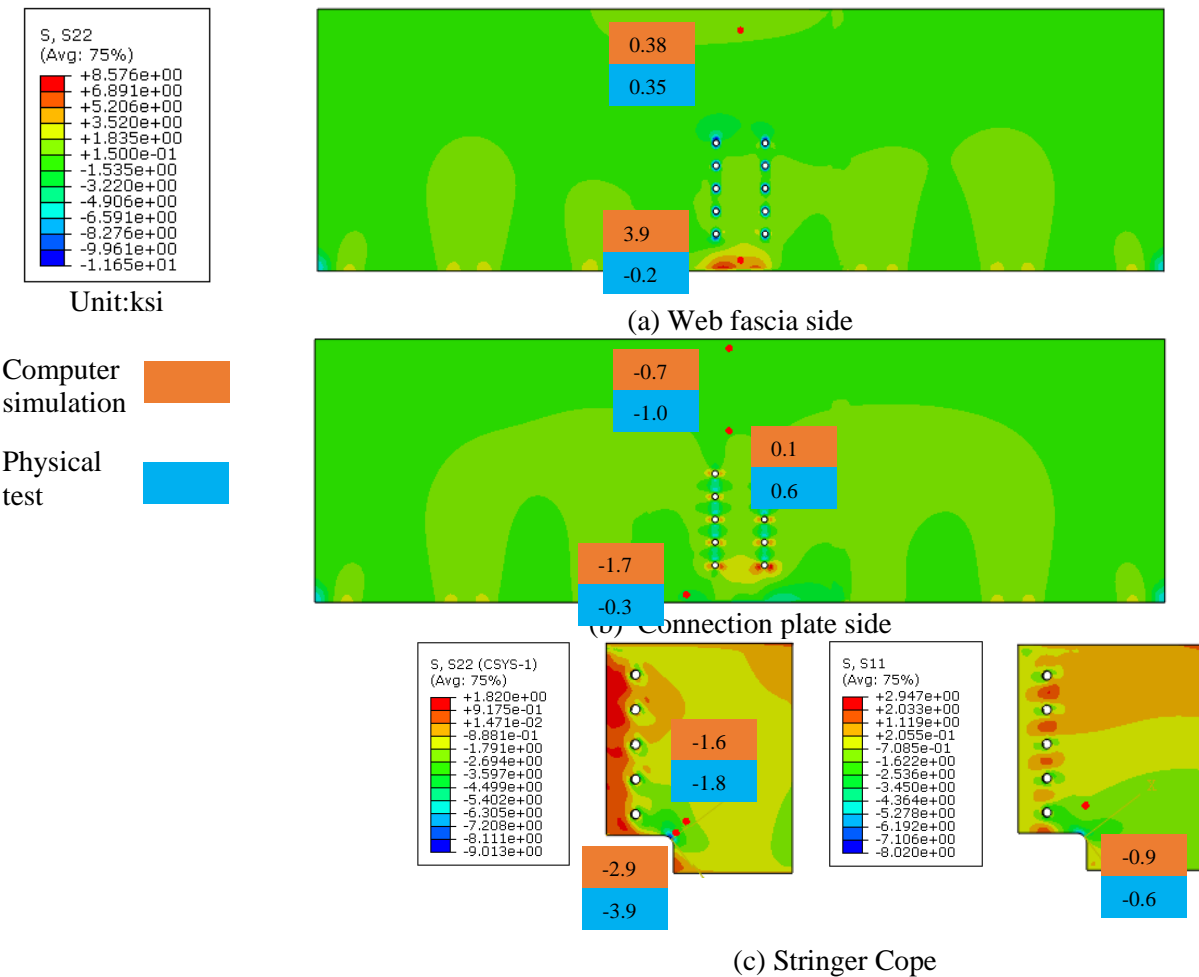 S, S22
(Avg: 75%)
+8.576e+00
+6.891e+00
+5.206e+00
+3.520e+00
+1.835e+00
+1.500e-01
-1.535e+00
-3.220e+00
-4.906e+00
-6.591e+00
-8.276e+00
-9.961e+00
-1.165e+01
Unit:ksi
Computer
simulation
Physical
test
0.38
0.35
3.9
-0.2
(a) Web fascia side
-0.7
-1.0
0.1
0.6
-1.7
-0.3
(b) Connection plate side
S, S22 (CSYS-1)
(Avg: 75%)
+1.820e+00
+9.175e-01
+1.471e-02
-8.881e-01
-1.791e+00
-2.694e+00
-3.597e+00
-4.499e+00
-5.402e+00
-6.305e+00
-7.208e+00
-8.111e+00
-9.013e+00
-1.6
-1.8
-2.9
-3.9
S, S11
(Avg: 75%)
+2.947e+00
+2.033e+00
+1.119e+00
+2.055e-01
-7.085e-01
-1.622e+00
-2.536e+00
-3.450e+00
-4.364e+00
-5.278e+00
-6.192e+00
-7.106e+00
-8.020e+00
-0.9
-0.6
(c) Stringer Cope